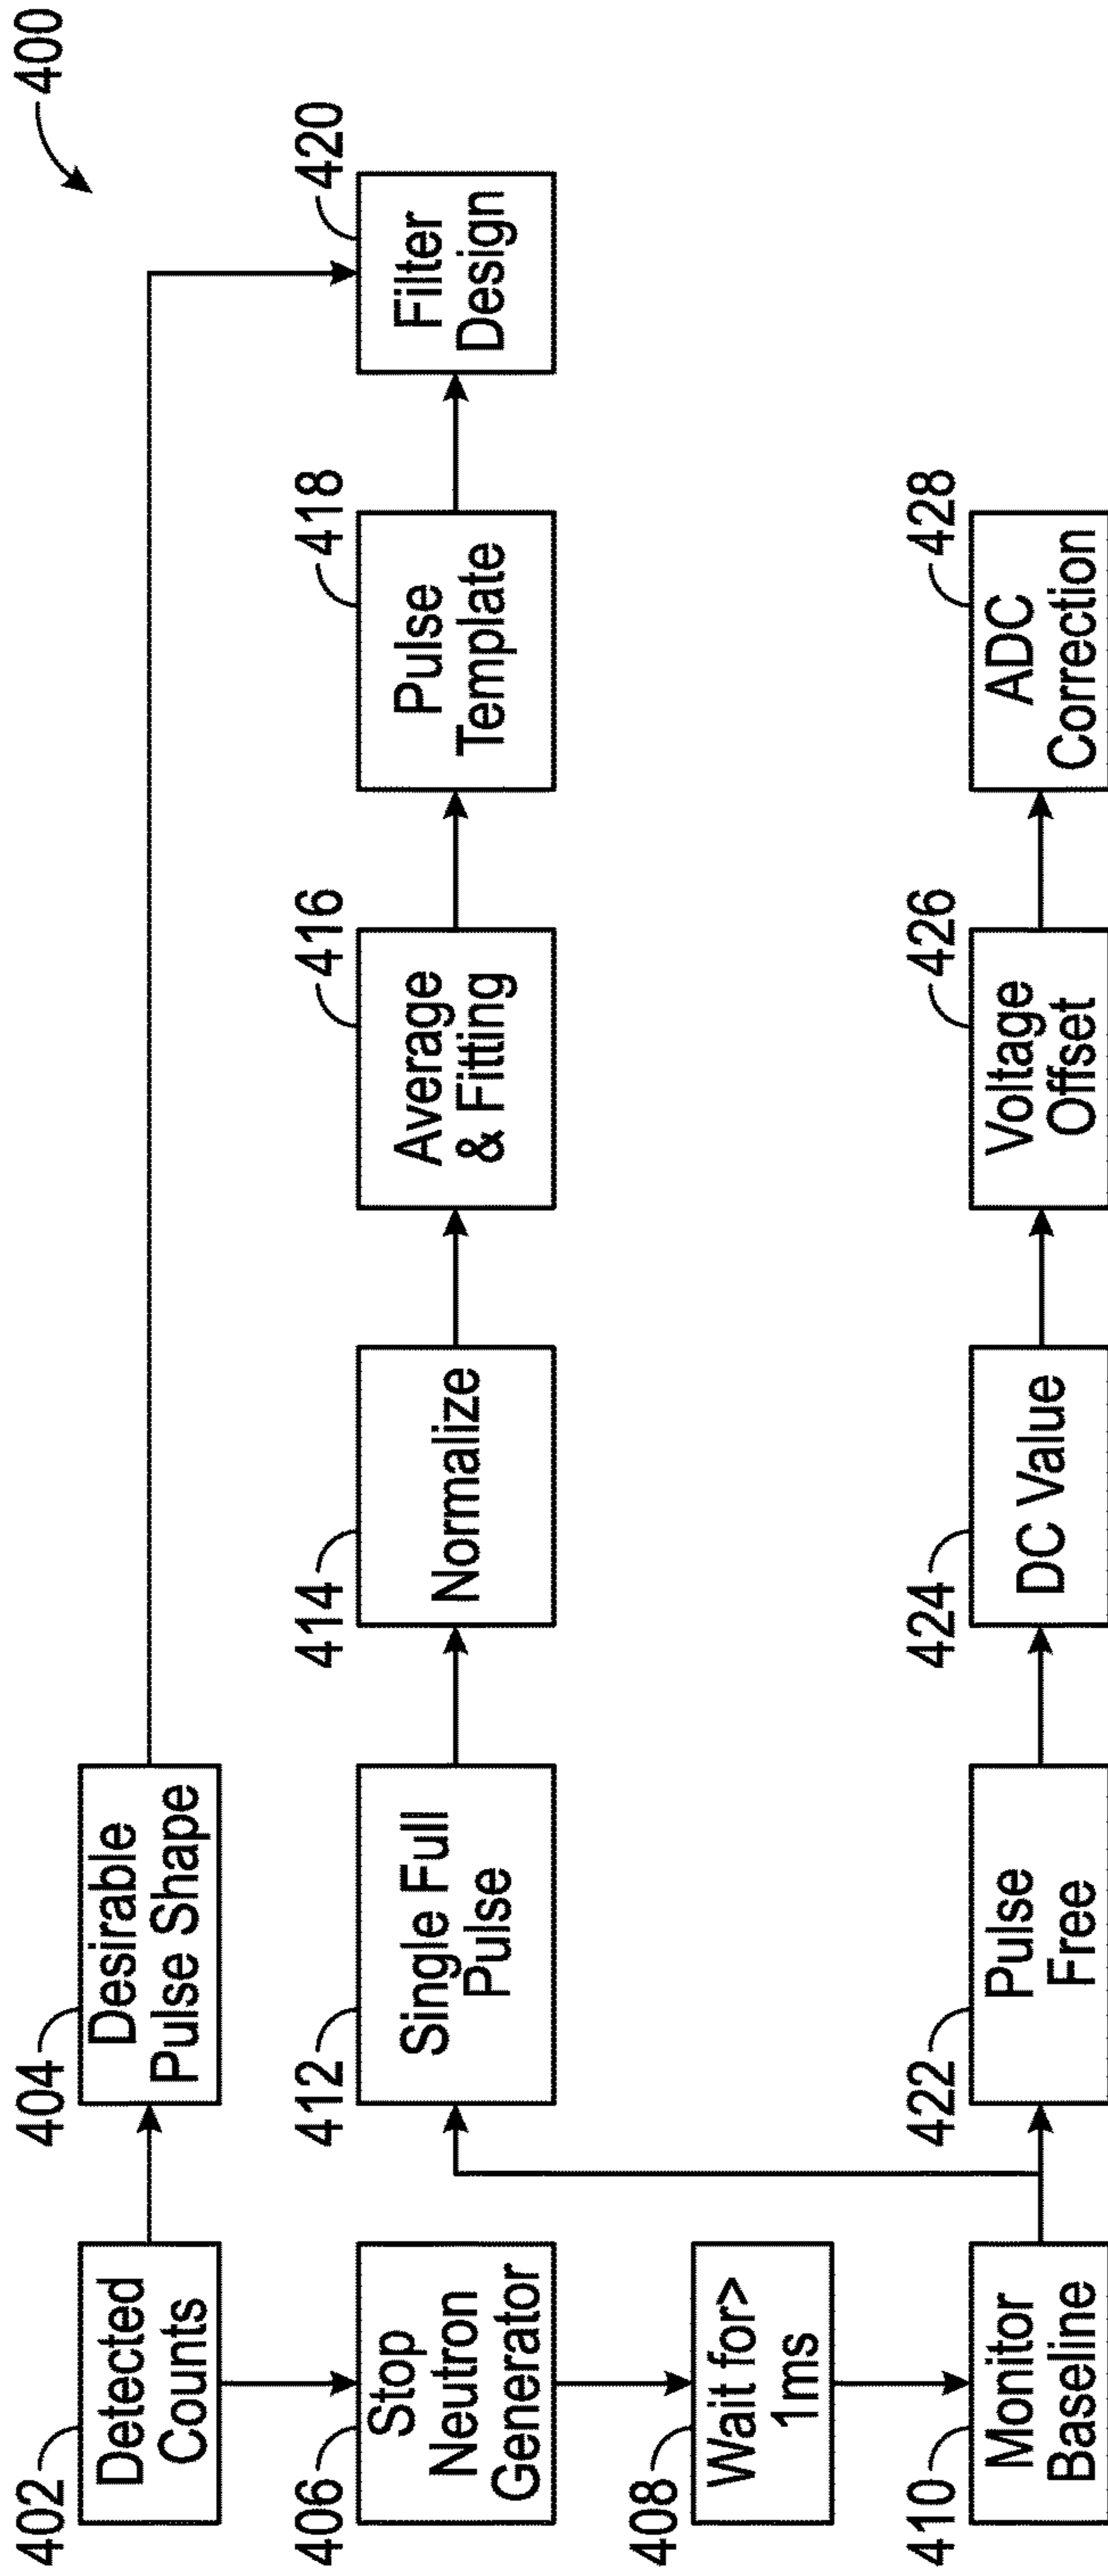 400
402
Detected
Counts
404
Desirable
Pulse Shape
406
Stop
Neutron
Generator
408
Wait for>
1ms
410
Monitor
Baseline
412
Single Full
Pulse
414
Normalize
416
Average
& Fitting
418
Pulse
Template
420
Filter
Design
422
Pulse
Free
424
DC Value
426
Voltage
Offset
428
ADC
Correction